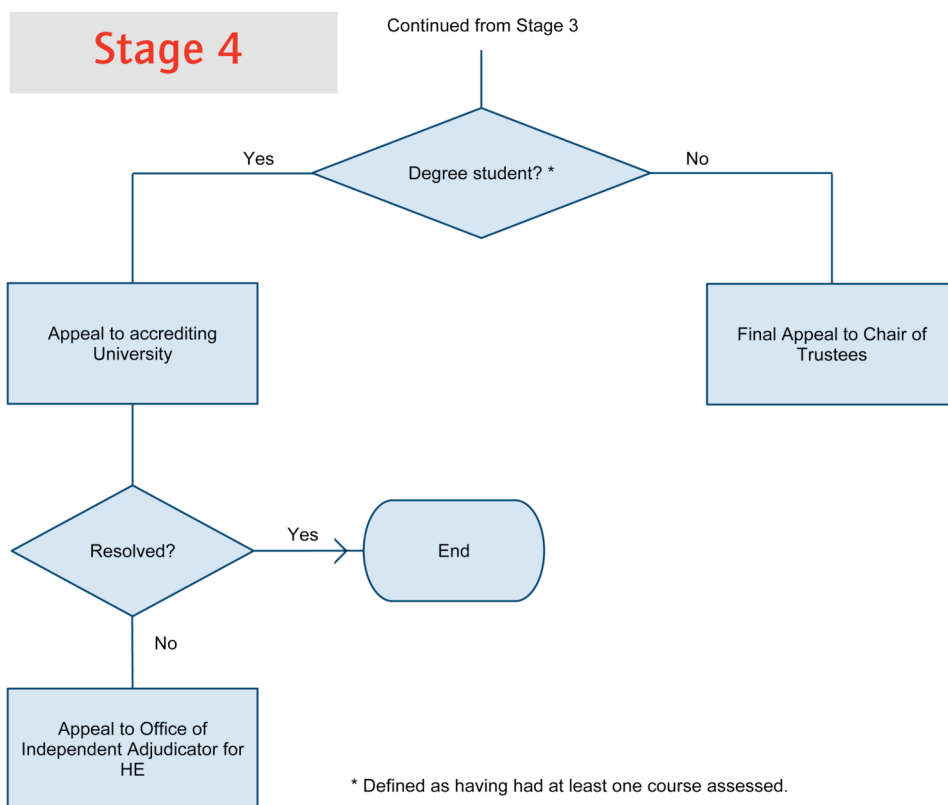 Stage 4
Continued from Stage 3
Yes
Degree student? *
No
Appeal to accrediting
University
Final Appeal to Chair of
Trustees
Resolved?
Yes
End
No
Appeal to Office of
Independent Adjudicator for
HE
* Defined as having had at least one course assessed.